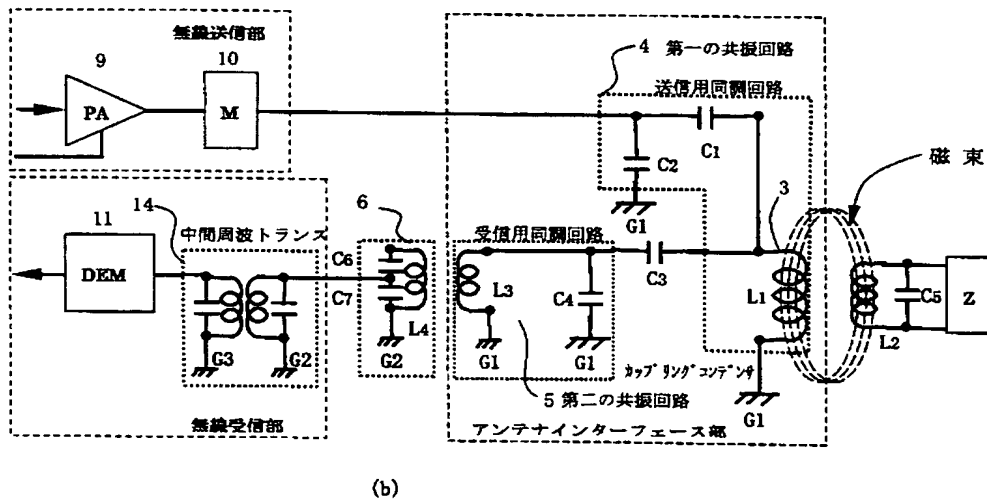 無線送信部
9
10
PA
M
4 第一の共振回路
送信用同調回路
C1
C2
G1
磁束
3
11
14
中間周波トランス
DEM
G3
G2
無線受信部
6
C6
C7
L4
G2
受信用同調回路
L3
C4
C3
G1
G1
5 第二の共振回路
カップリングコンデンサ
L1
G1
L2
C5
Z
アンテナインターフェース部
(b)